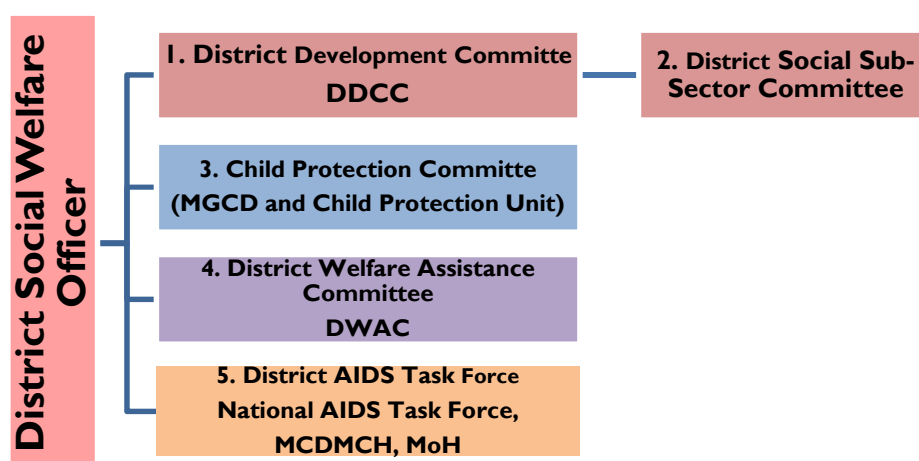 District Social Welfare
Officer
1. District Development Committe
DDCC
2. District Social Sub-
Sector Committee
3. Child Protection Committe
(MGCD and Child Protection Unit)
4. District Welfare Assistance
Committee
DWAC
5. District AIDS Task Force
National AIDS Task Force,
MCDMCH, MoH